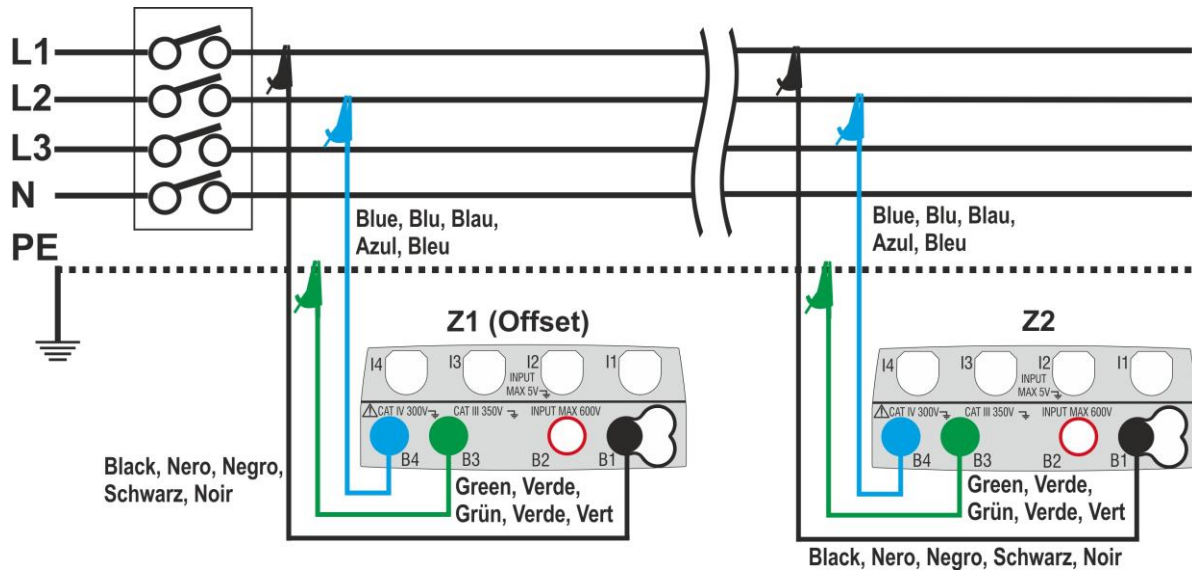 L1
L2
L3
N
PE
Blue, Blu, Blau,
Azul, Bleu
Blue, Blu, Blau,
Azul, Bleu
Z1 (Offset)
I4 I3 I2 I1
INPUT
MAX 5V
CAT IV 300V CAT III 350V INPUT MAX 600V
B4 B3 B2 B1
Black, Nero, Negro,
Schwarz, Noir
Green, Verde,
Grün, Verde, Vert
Z2
I4 I3 I2 I1
INPUT
MAX 5V
CAT IV 300V CAT III 350V INPUT MAX 600V
B4 B3 B2 B1
Green, Verde,
Grün, Verde, Vert
Black, Nero, Negro, Schwarz, Noir